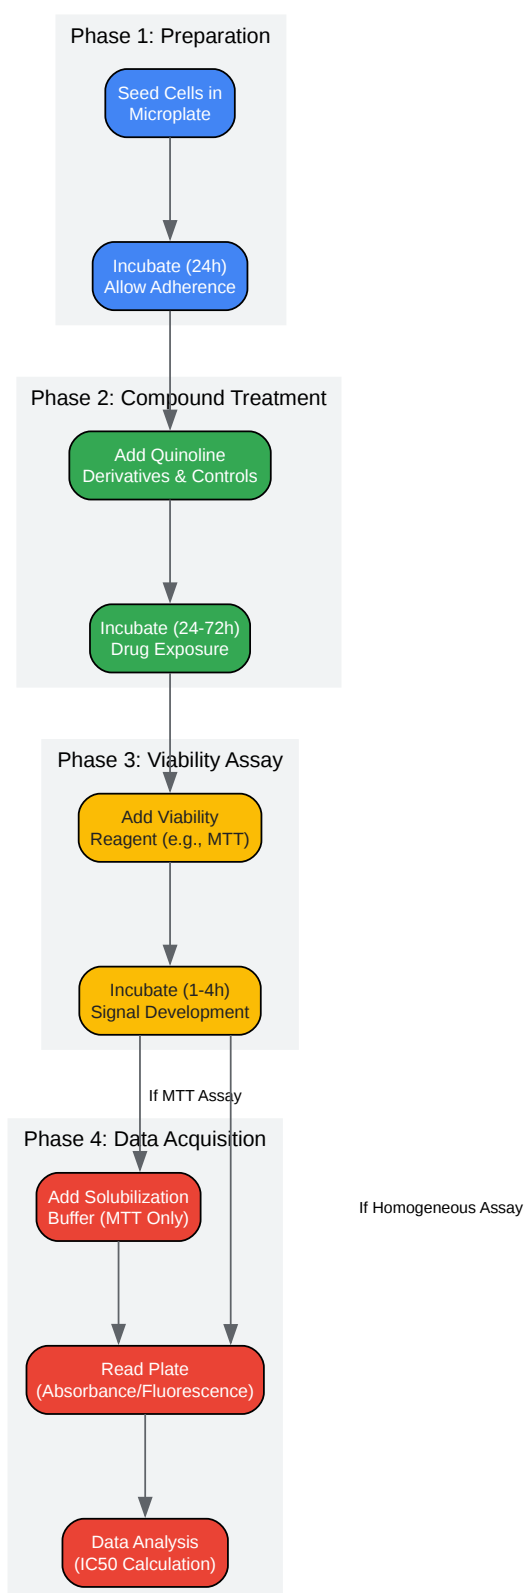 Phase 1: Preparation
Seed Cells in
Microplate
Incubate (24h)
Allow Adherence
Phase 2: Compound Treatment
Add Quinoline
Derivatives & Controls
Incubate (24-72h)
Drug Exposure
Phase 3: Viability Assay
Add Viability
Reagent (e.g., MTT)
Incubate (1-4h)
Signal Development
If MTT Assay
Phase 4: Data Acquisition
Add Solubilization
Buffer (MTT Only)
If Homogeneous Assay
Read Plate
(Absorbance/Fluorescence)
Data Analysis
(IC50 Calculation)